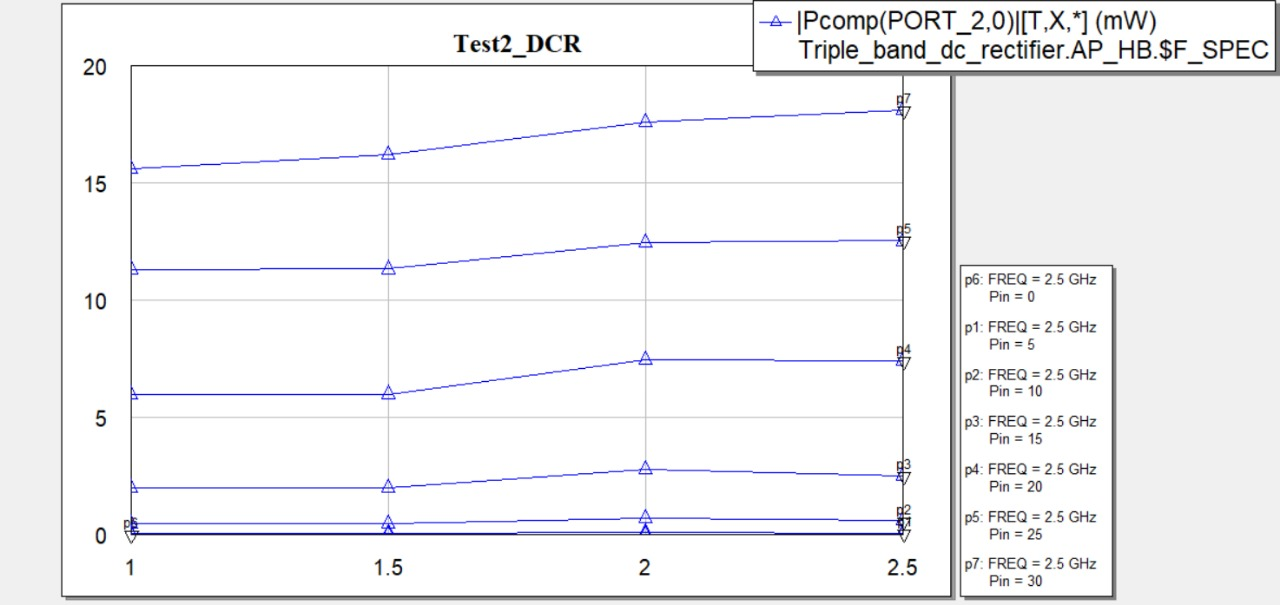 |Pcomp(PORT_2,0)|[T,X,*] (mW)
Triple_band_dc_rectifier.AP_HB.$F_SPEC
Test2_DCR
20
15
10
5
0
p7
p5
p4
p3
p2
p6
1
1.5
2
2.5
p6: FREQ = 2.5 GHz
Pin = 0
p1: FREQ = 2.5 GHz
Pin = 5
p2: FREQ = 2.5 GHz
Pin = 10
p3: FREQ = 2.5 GHz
Pin = 15
p4: FREQ = 2.5 GHz
Pin = 20
p5: FREQ = 2.5 GHz
Pin = 25
p7: FREQ = 2.5 GHz
Pin = 30